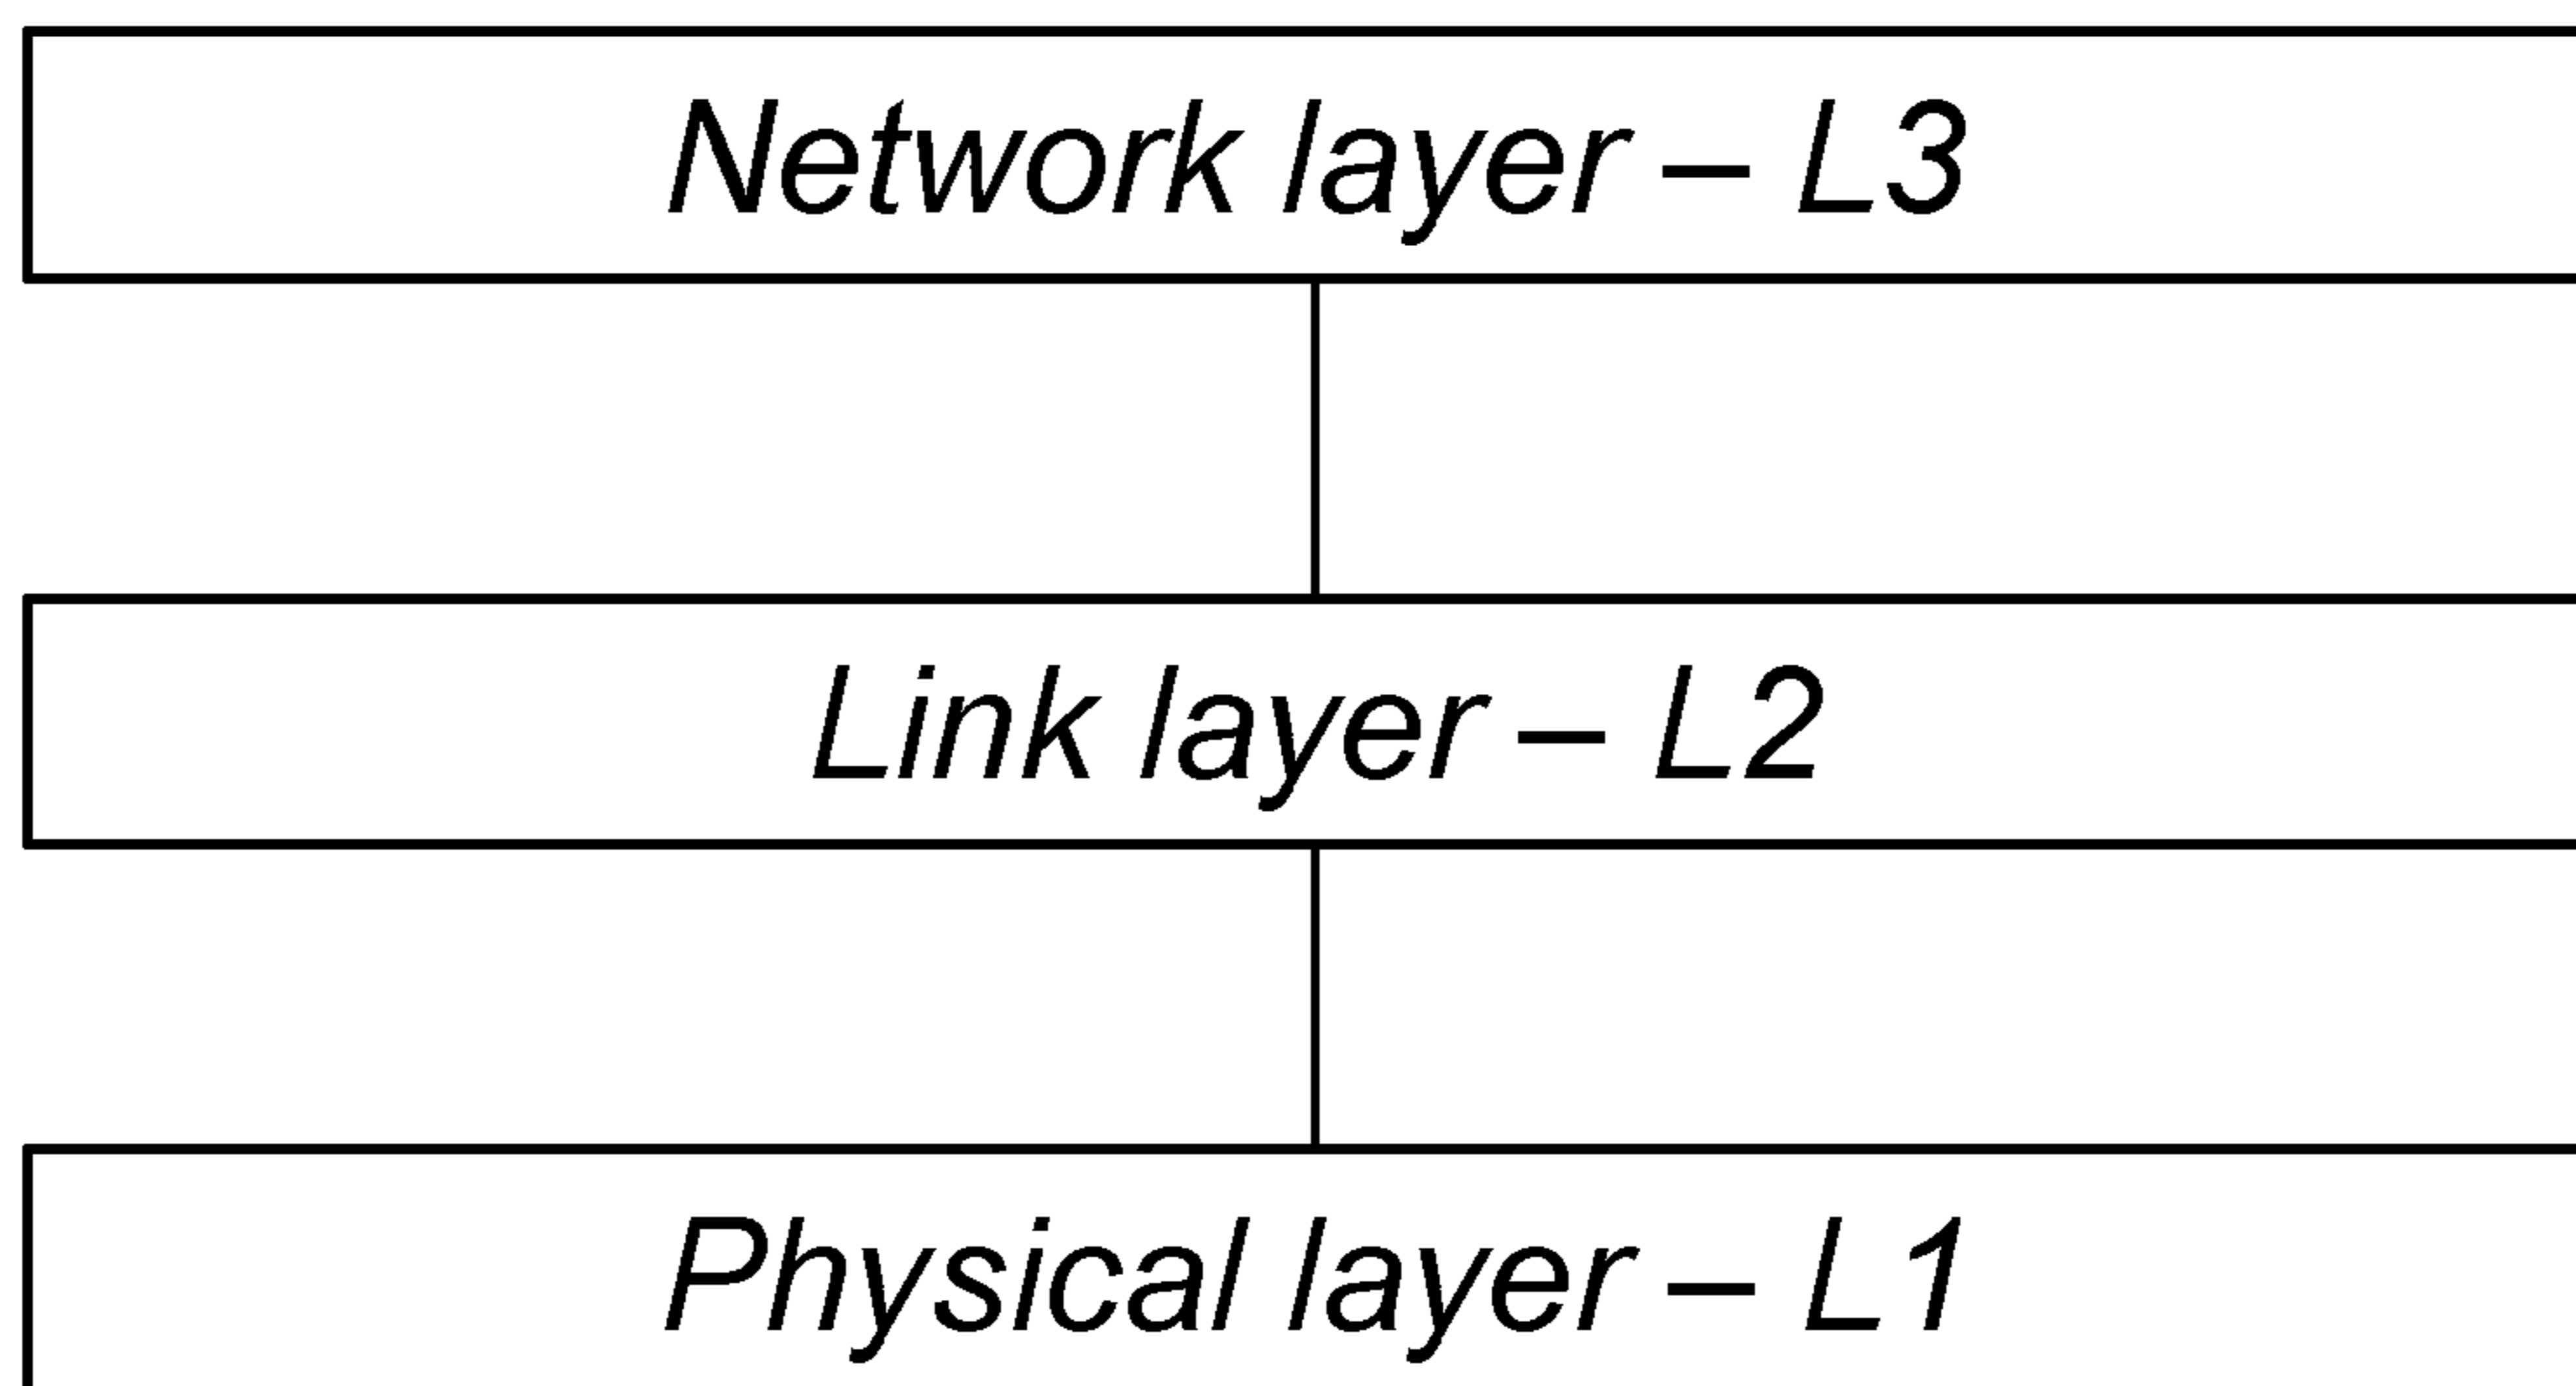 Network layer – L3
Link layer – L2
Physical layer – L1